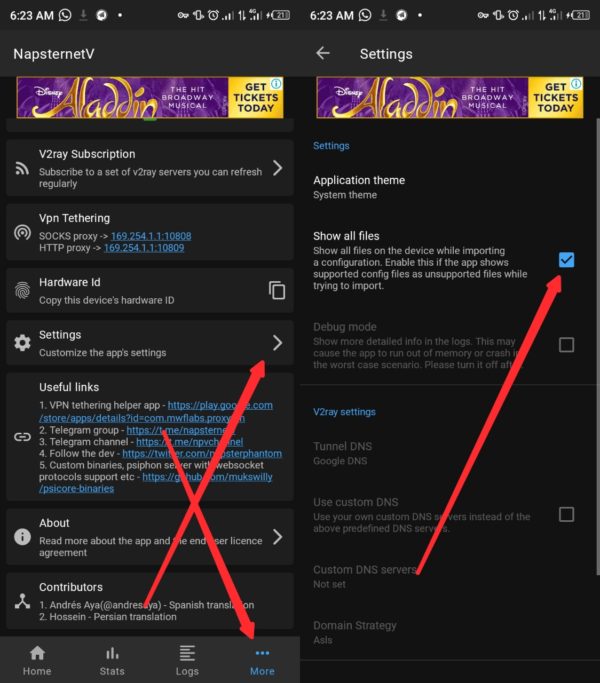 6:23 AM
4G
21
NapsternetV
Disney
Aladdin
THE HIT
BROADWAY
MUSICAL
GET
TICKETS
TODAY
V2ray Subscription
Subscribe to a set of v2ray servers you can refresh
regularly
Vpn Tethering
SOCKS proxy -> 169.254.1.1:10808
HTTP proxy -> 169.254.1.1:10809
Hardware Id
Copy this device's hardware ID
Settings
Customize the app's settings
Useful links
1. VPN tethering helper app - https://play.google.com
/store/apps/details?id=com.mwflabs.proxy
2. Telegram group - https://t.me/napsternetv
3. Telegram channel - https://t.me/npvchannel
4. Follow the dev - https://twitter.com/napsterphantom
5. Custom binaries, psiphon server with websocket
protocols support etc - https://github.com/mukswilly
/psicore-binaries
About
Read more about the app and the end user licence
agreement
Contributors
1. Andrés Aya(@andresaya) - Spanish translation
2. Hossein - Persian translation
Home
Stats
Logs
More
6:23 AM
4G
21
Settings
Disney
Aladdin
THE HIT
BROADWAY
MUSICAL
GET
TICKETS
TODAY
Settings
Application theme
System theme
Show all files
Show all files on the device while importing
a configuration. Enable this if the app shows
supported config files as unsupported files while
trying to import.
Debug mode
Show more detailed info in the logs. This may
cause the app to run out of memory or crash in
the worst case scenario. Please turn it off after
V2ray settings
Tunnel DNS
Google DNS
Use custom DNS
Use your own custom DNS servers instead of the
above predefined DNS servers.
Custom DNS servers
Not set
Domain Strategy
AsIs